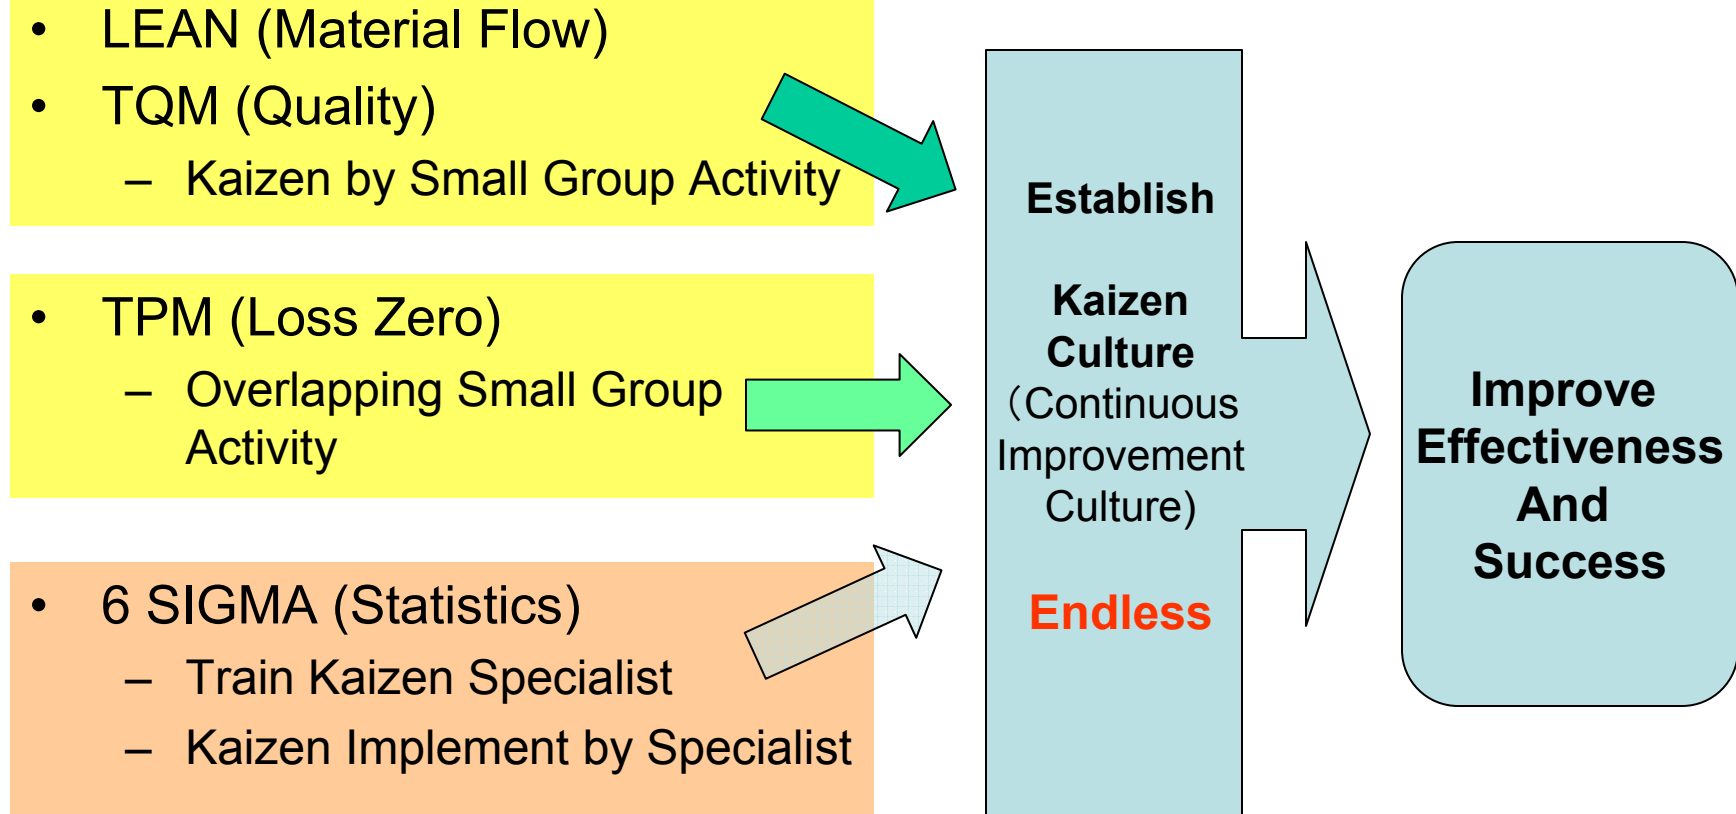 • LEAN (Material Flow)
• TQM (Quality)
– Kaizen by Small Group Activity
• TPM (Loss Zero)
– Overlapping Small Group
Activity
• 6 SIGMA (Statistics)
– Train Kaizen Specialist
– Kaizen Implement by Specialist
Establish
Kaizen
Culture
（Continuous
Improvement
Culture)
Endless
Improve
Effectiveness
And
Success